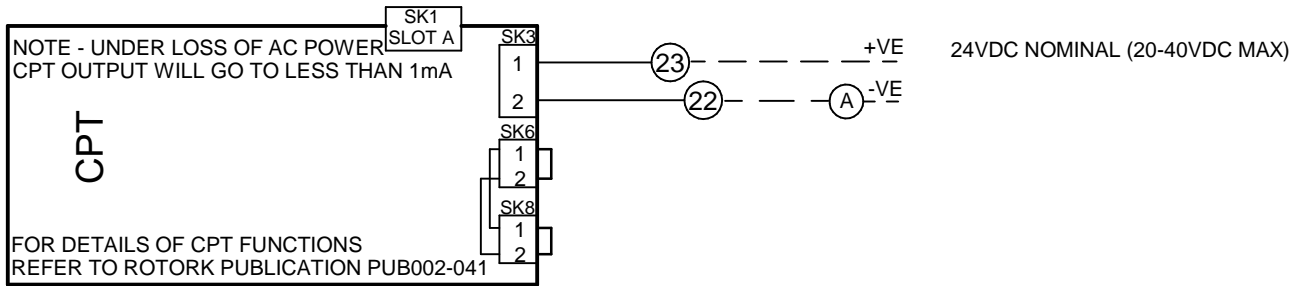 SK1
SLOT A
NOTE - UNDER LOSS OF AC POWER
CPT OUTPUT WILL GO TO LESS THAN 1mA
SK3
1
2
23
22
+VE
-VE
A
24VDC NOMINAL (20-40VDC MAX)
CPT
SK6
1
2
SK8
1
2
FOR DETAILS OF CPT FUNCTIONS
REFER TO ROTORK PUBLICATION PUB002-041